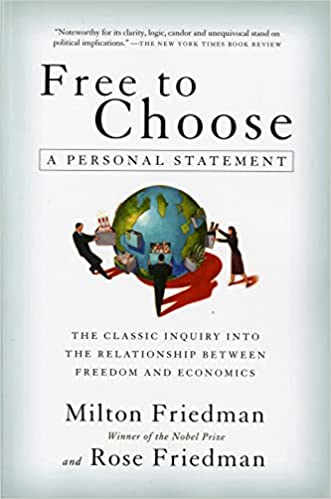 "Noteworthy for its clarity, logic, candor and unequivocal stand on
political implications." —THE NEW YORK TIMES BOOK REVIEW
Free to
Choose
A PERSONAL STATEMENT
THE CLASSIC INQUIRY INTO
THE RELATIONSHIP BETWEEN
FREEDOM AND ECONOMICS
Milton Friedman
Winner of the Nobel Prize
and Rose Friedman